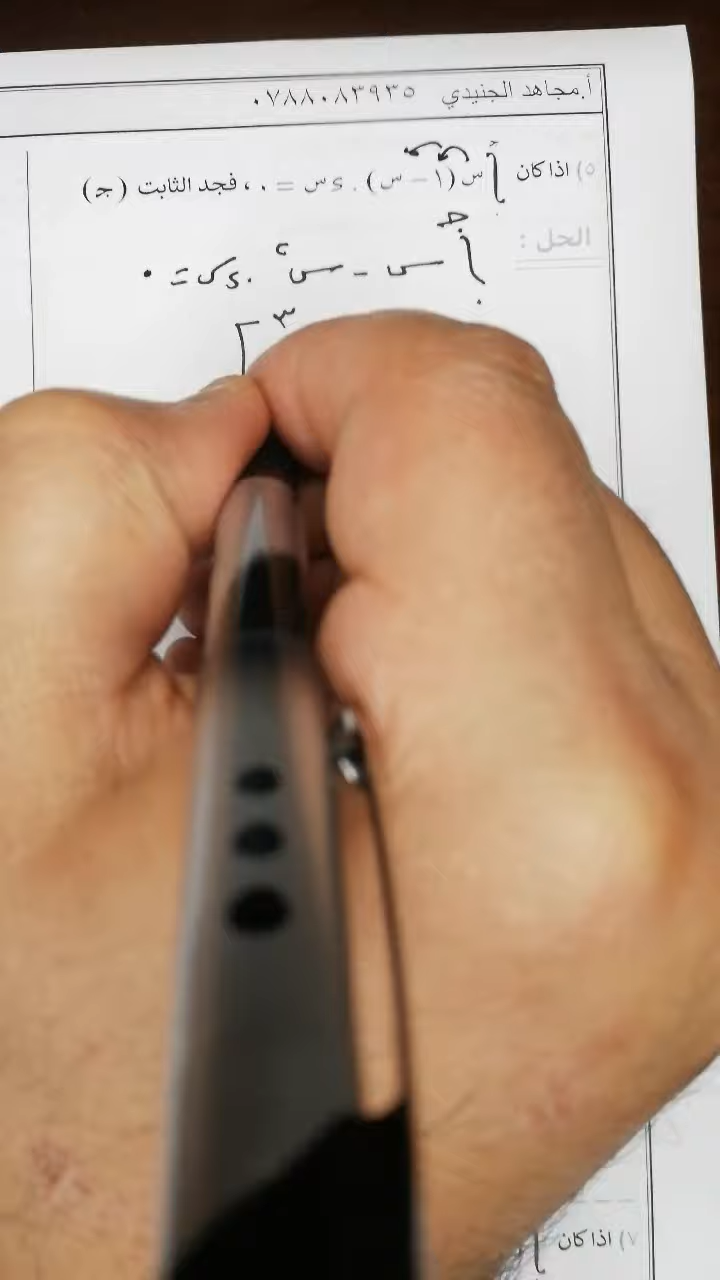 أ.مجاهد الجنيدي ٠٧٨٨٠٨٣٩٣٥
٥) اذا كان ∫ س(١ − س) . ءس = ٠ ، فجد الثابت (جـ)
الحل :
∫ س − س٢ . ءس = ٠
٣
٧) اذا كان ∫